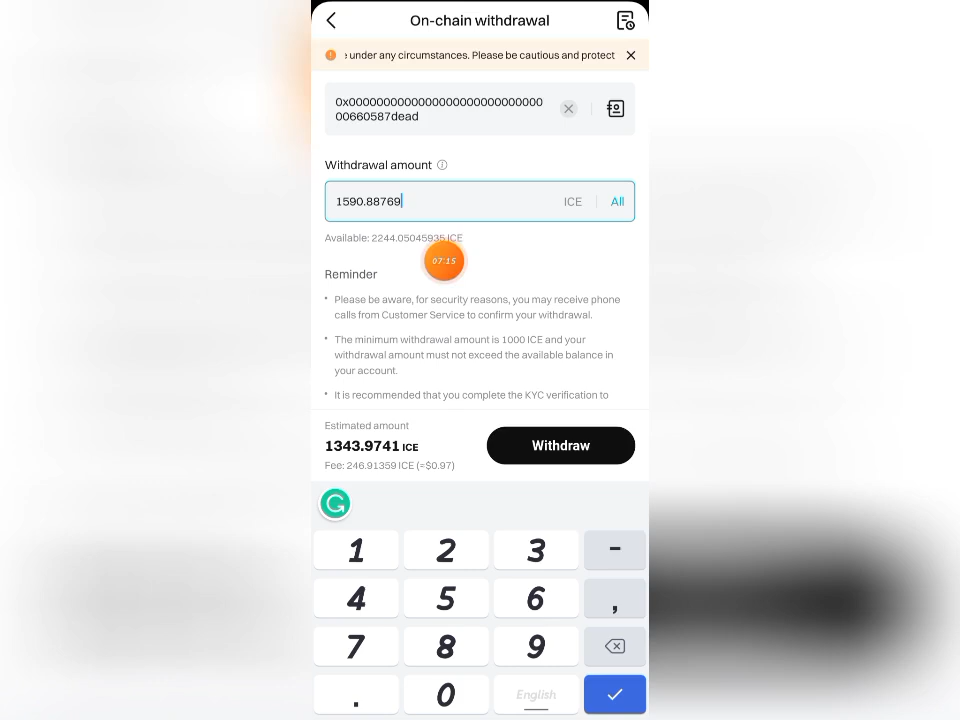 On-chain withdrawal
e under any circumstances. Please be cautious and protect
0x0000000000000000000000000000
00660587dead
Withdrawal amount
1590.88769
ICE
All
Available: 2244.05045935 ICE
07:15
Reminder
• Please be aware, for security reasons, you may receive phone
calls from Customer Service to confirm your withdrawal.
• The minimum withdrawal amount is 1000 ICE and your
withdrawal amount must not exceed the available balance in
your account.
• It is recommended that you complete the KYC verification to
Estimated amount
1343.9741 ICE
Withdraw
Fee: 246.91359 ICE (≈$0.97)
1 2 3 -
4 5 6 ,
7 8 9
. 0 English